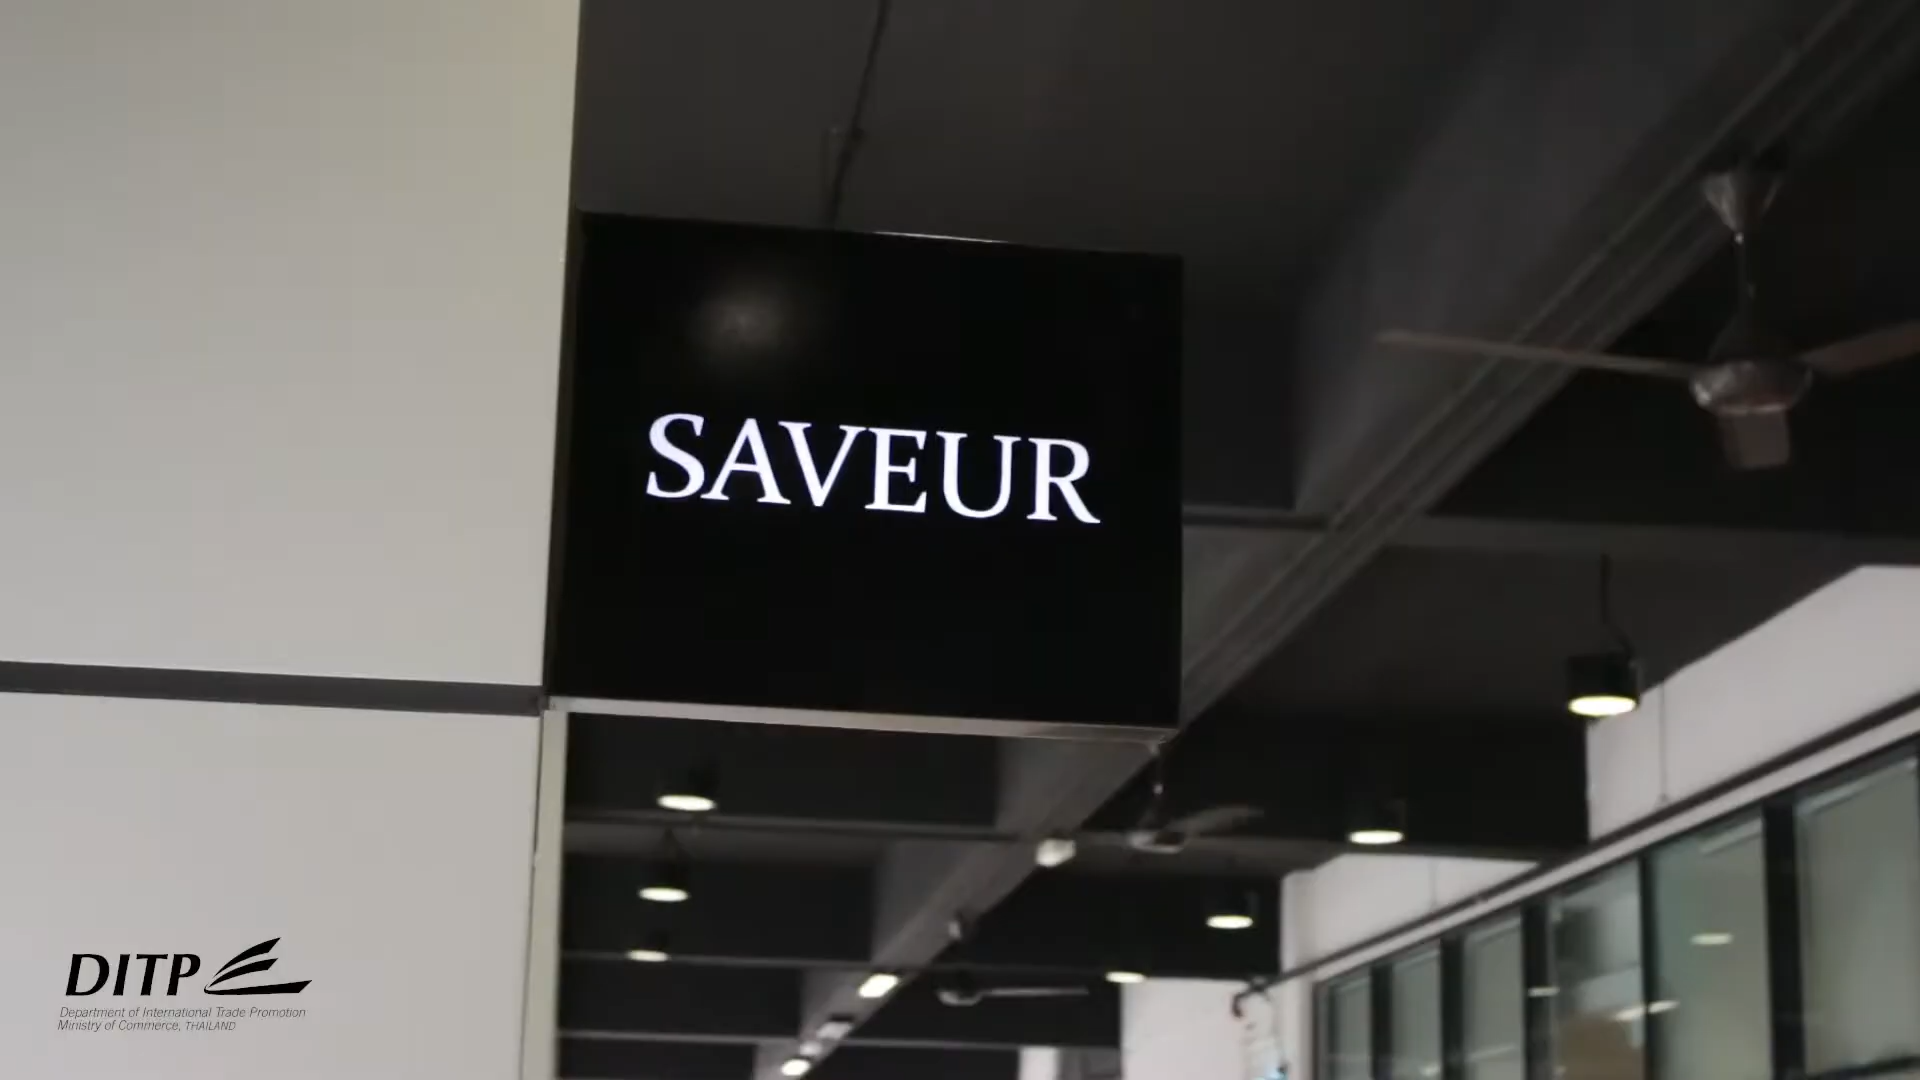 SAVEUR
DITP
Department of International Trade Promotion
Ministry of Commerce, THAILAND